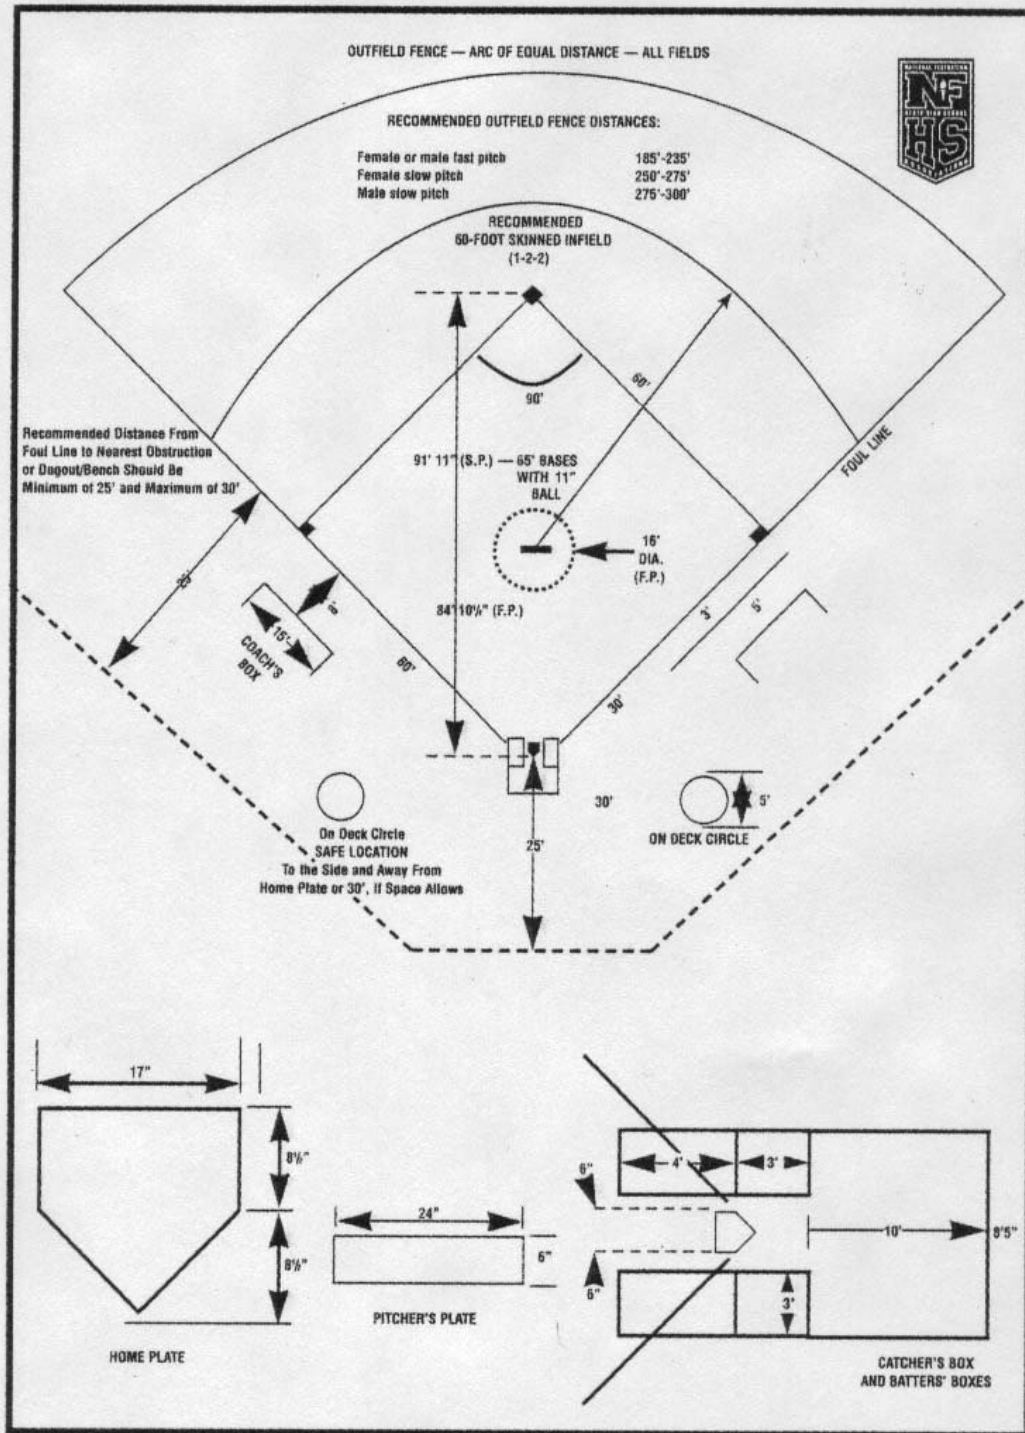 OUTFIELD FENCE — ARC OF EQUAL DISTANCE — ALL FIELDS
NF
HS
RECOMMENDED OUTFIELD FENCE DISTANCES:
Female or male fast pitch 185'-235'
Female slow pitch 250'-275'
Male slow pitch 275'-300'
RECOMMENDED
60-FOOT SKINNED INFIELD
(1-2-2)
60'
90'
Recommended Distance From
Foul Line to Nearest Obstruction
or Dugout/Bench Should Be
Minimum of 25' and Maximum of 30'
FOUL LINE
91' 11" (S.P.) — 65' BASES
WITH 11"
BALL
16'
DIA.
(F.P.)
8'
84' 10¼" (F.P.)
3'
5'
15'
COACH'S
BOX
60'
30'
30'
5'
On Deck Circle
SAFE LOCATION
To the Side and Away From
Home Plate or 30', If Space Allows
ON DECK CIRCLE
25'
17"
8½"
8½"
HOME PLATE
24"
6"
PITCHER'S PLATE
6"
4'
3'
10'
8'5"
6"
3'
CATCHER'S BOX
AND BATTERS' BOXES